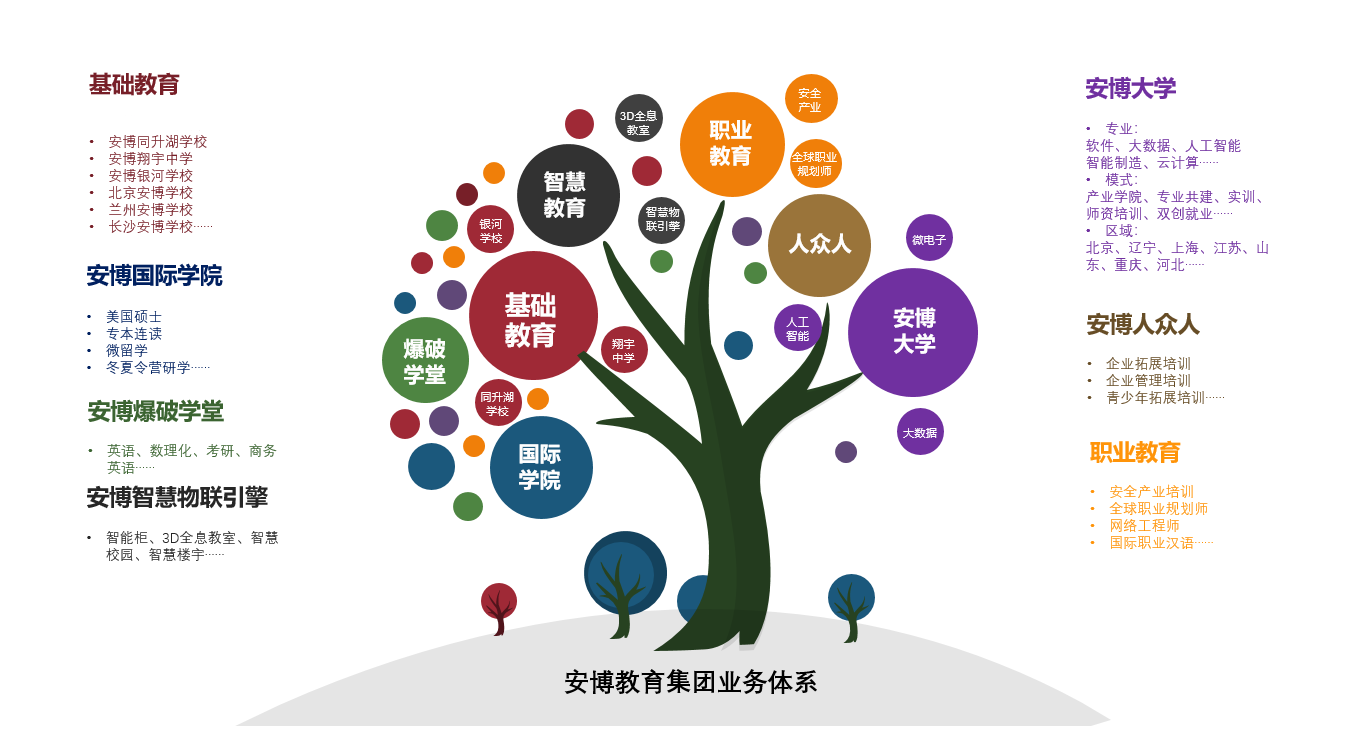 基础教育
• 安博同升湖学校
• 安博翔宇中学
• 安博银河学校
• 北京安博学校
• 兰州安博学校
• 长沙安博学校······
安博国际学院
• 美国硕士
• 专本连读
• 微留学
• 冬夏令营研学······
安博爆破学堂
• 英语、数理化、考研、商务
英语······
安博智慧物联引擎
• 智能柜、3D全息教室、智慧
校园、智慧楼宇······
3D全息
教室
职业
教育
安全
产业
全球职业
规划师
智慧
教育
智慧物
联引擎
银河
学校
人众人
微电子
基础
教育
人工
智能
安博
大学
翔宇
中学
爆破
学堂
同升湖
学校
大数据
国际
学院
安博教育集团业务体系
安博大学
• 专业：
软件、大数据、人工智能
智能制造、云计算······
• 模式：
产业学院、专业共建、实训、
师资培训、双创就业······
• 区域：
北京、辽宁、上海、江苏、山
东、重庆、河北······
安博人众人
• 企业拓展培训
• 企业管理培训
• 青少年拓展培训······
职业教育
• 安全产业培训
• 全球职业规划师
• 网络工程师
• 国际职业汉语······